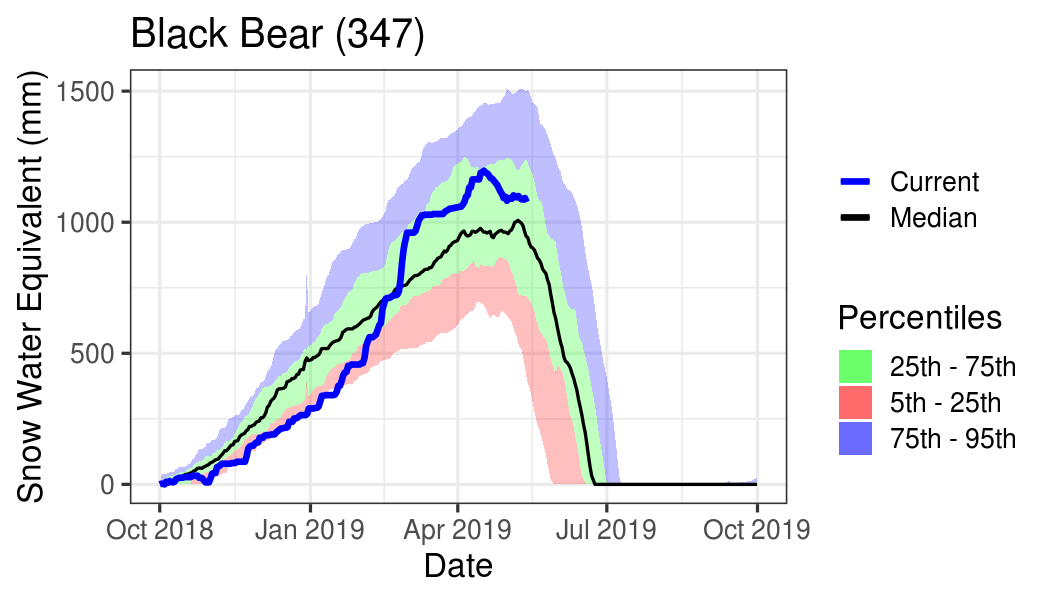 Black Bear (347)
Snow Water Equivalent (mm)
1500
1000
500
0
Oct 2018
Jan 2019
Apr 2019
Jul 2019
Oct 2019
Date
Current
Median
Percentiles
25th - 75th
5th - 25th
75th - 95th